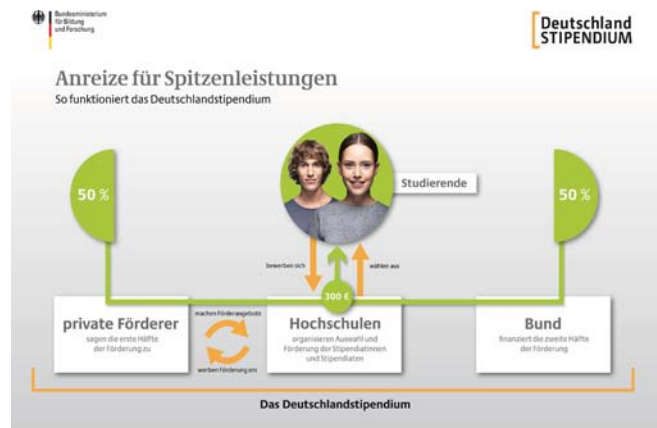 Bundesministerium
für Bildung
und Forschung
Deutschland
STIPENDIUM
Anreize für Spitzenleistungen
So funktioniert das Deutschlandstipendium
50 %
Studierende
50 %
bewerben sich
wählen aus
300 €
private Förderer
sagen die erste Hälfte
der Förderung zu
machen Förderangebote
werben Förderung ein
Hochschulen
organisieren Auswahl und
Förderung der Stipendiatinnen
und Stipendiaten
Bund
finanziert die zweite Hälfte
der Förderung
Das Deutschlandstipendium